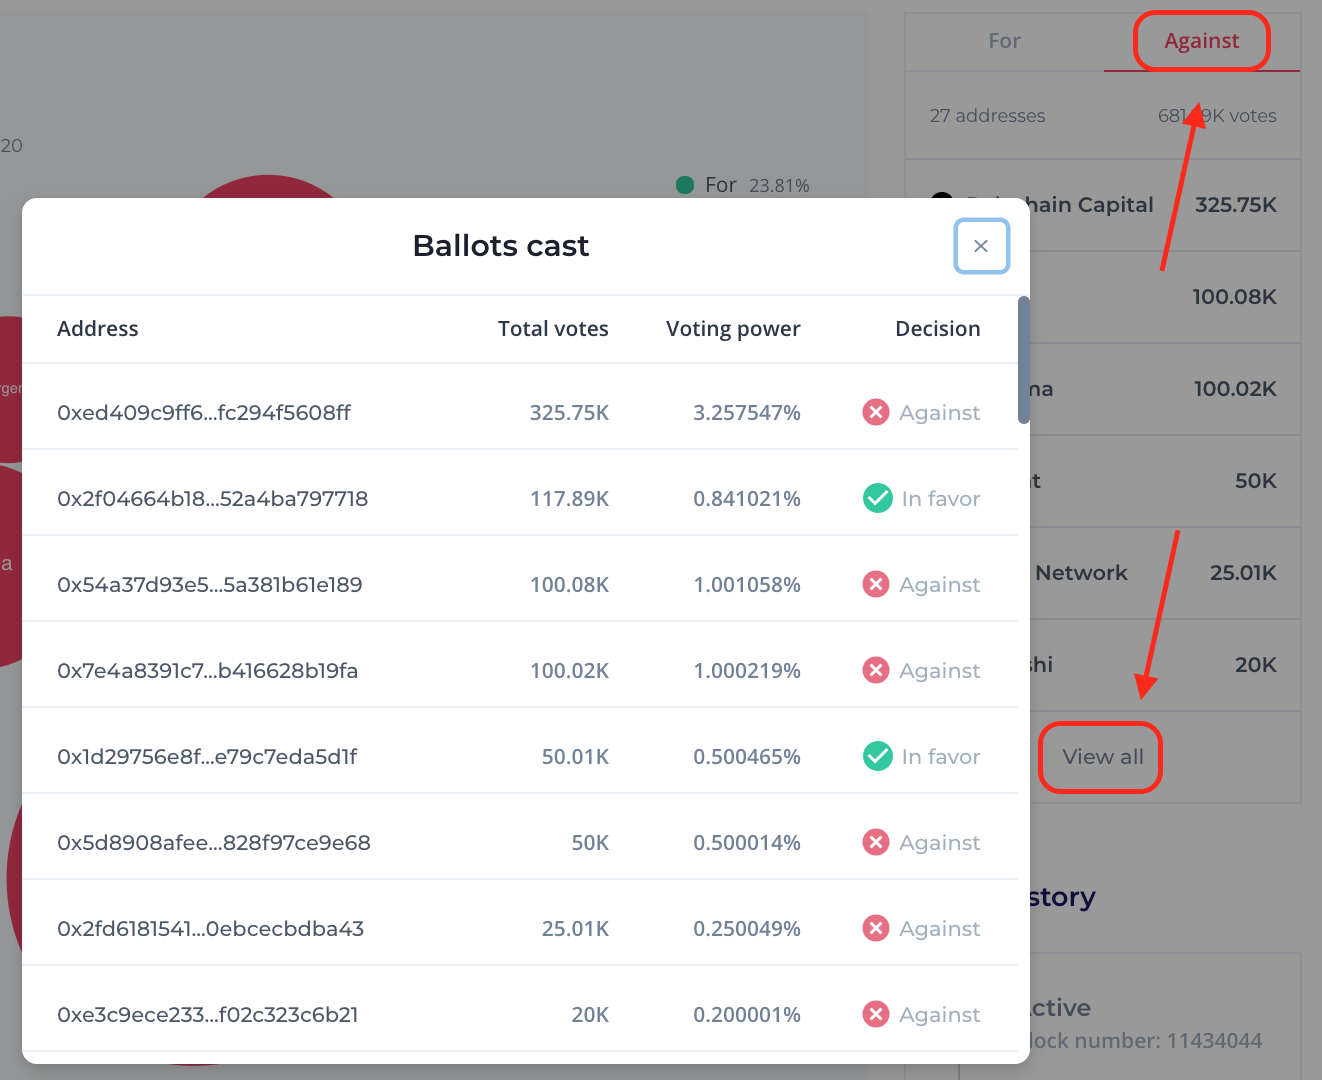 For
Against
27 addresses
votes
20
For 23.81%
hain Capital 325.75K
Ballots cast
100.08K
Address Total votes Voting power Decision
ma 100.02K
0xed409c9ff6...fc294f5608ff 325.75K 3.257547% Against
t 50K
0x2f04664b18...52a4ba797718 117.89K 0.841021% In favor
Network 25.01K
0x54a37d93e5...5a381b61e189 100.08K 1.001058% Against
a
shi 20K
0x7e4a8391c7...b416628b19fa 100.02K 1.000219% Against
View all
0x1d29756e8f...e79c7eda5d1f 50.01K 0.500465% In favor
0x5d8908afee...828f97ce9e68 50K 0.500014% Against
story
0x2fd6181541...0ebcecbdba43 25.01K 0.250049% Against
0xe3c9ece233...f02c323c6b21 20K 0.200001% Against
ctive
lock number: 11434044